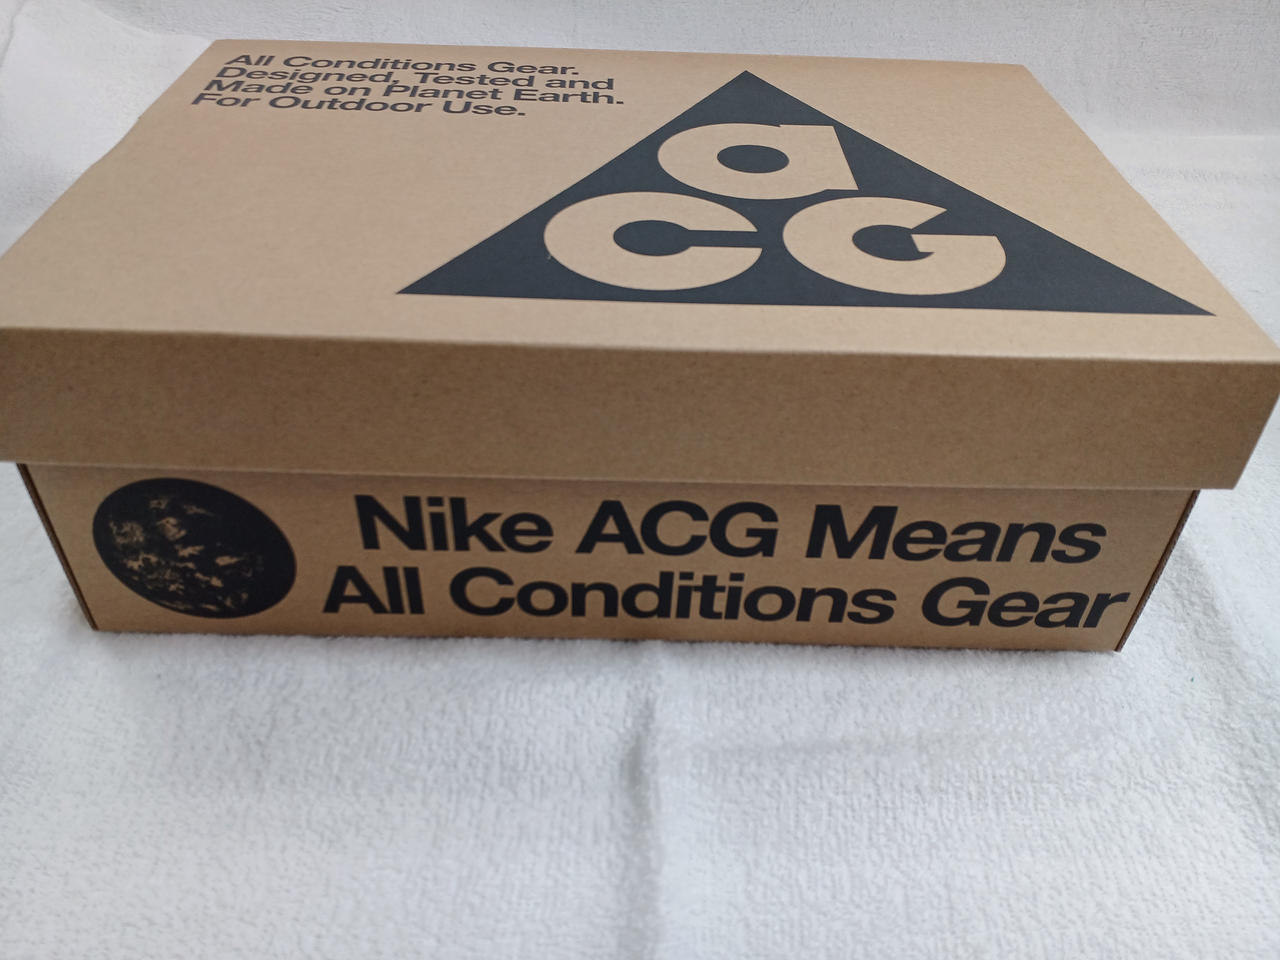 All Conditions Gear.
Designed, Tested and
Made on Planet Earth.
For Outdoor Use.
aCG
Nike ACG Means
All Conditions Gear